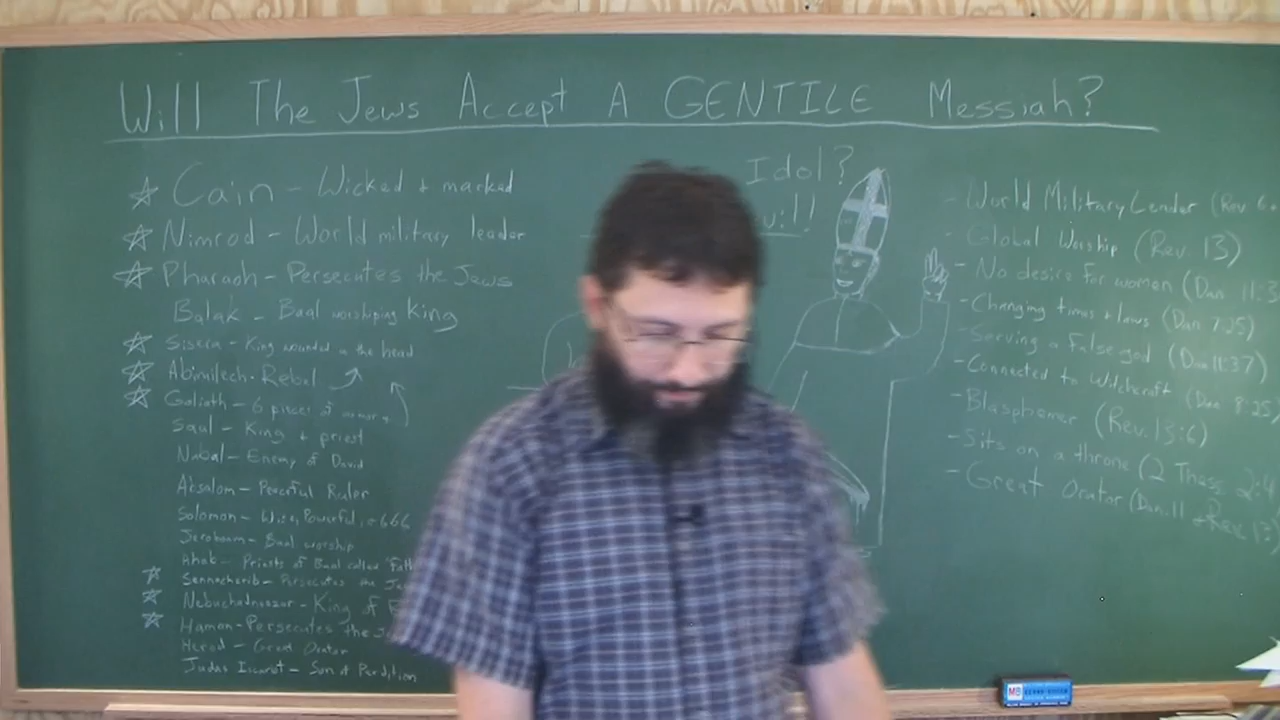 Will The Jews Accept A GENTILE Messiah?
Cain - Wicked + marked
Nimrod - World military leader
Pharaoh - Persecutes the Jews
Balak - Baal worshiping King
Sisera - King wounded in the head
Abimilech - Rebal
Goliath - 6 pieces of armor
Saul - King + priest
Nabal - Enemy of David
Absalom - Peaceful Ruler
Solomon - Wise, Powerful, + 666
Jeroboam - Baal worship
Ahab - Priests of Baal called "Fath
Sennacherib - Persecutes the Je
Nebuchadnezzar - King of
Haman - Persecutes the J
Herod - Great Orator
Judas Iscariot - Son of Perdition
Idol?
- World Military Leader (Rev 6
- Global Worship (Rev. 13)
- No desire for women (Dan. 11:3
- Changing times + laws (Dan 7:25)
- Serving a False god (Dan 11:37)
- Connected to Witchcraft (Dan 8:25)
- Blasphemer (Rev. 13:6)
- Sits on a throne (2 Thess 2:4
- Great Orator (Dan. 11 + Rev. 13)
MB